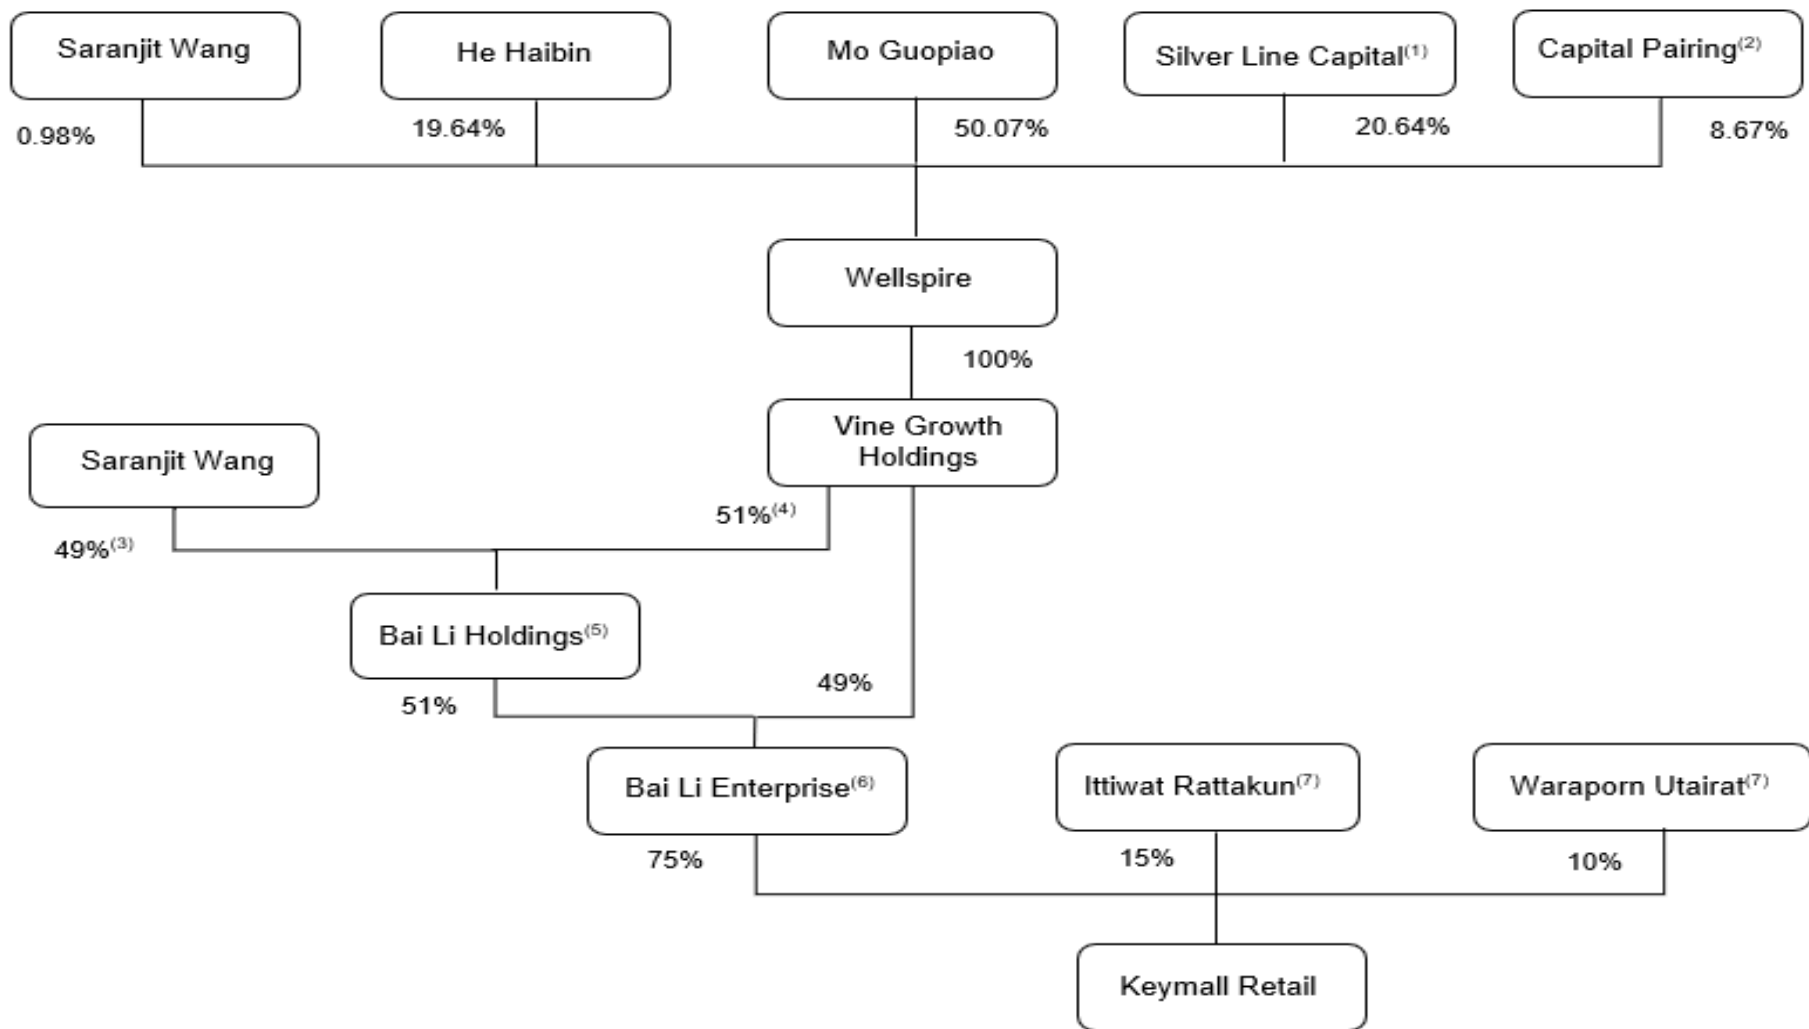 Saranjit Wang
He Haibin
Mo Guopiao
Silver Line Capital(1)
Capital Pairing(2)
0.98%
19.64%
50.07%
20.64%
8.67%
Wellspire
100%
Vine Growth
Holdings
Saranjit Wang
51%(4)
49%(3)
Bai Li Holdings(5)
49%
51%
Bai Li Enterprise(6)
Ittiwat Rattakun(7)
Waraporn Utairat(7)
75%
15%
10%
Keymall Retail